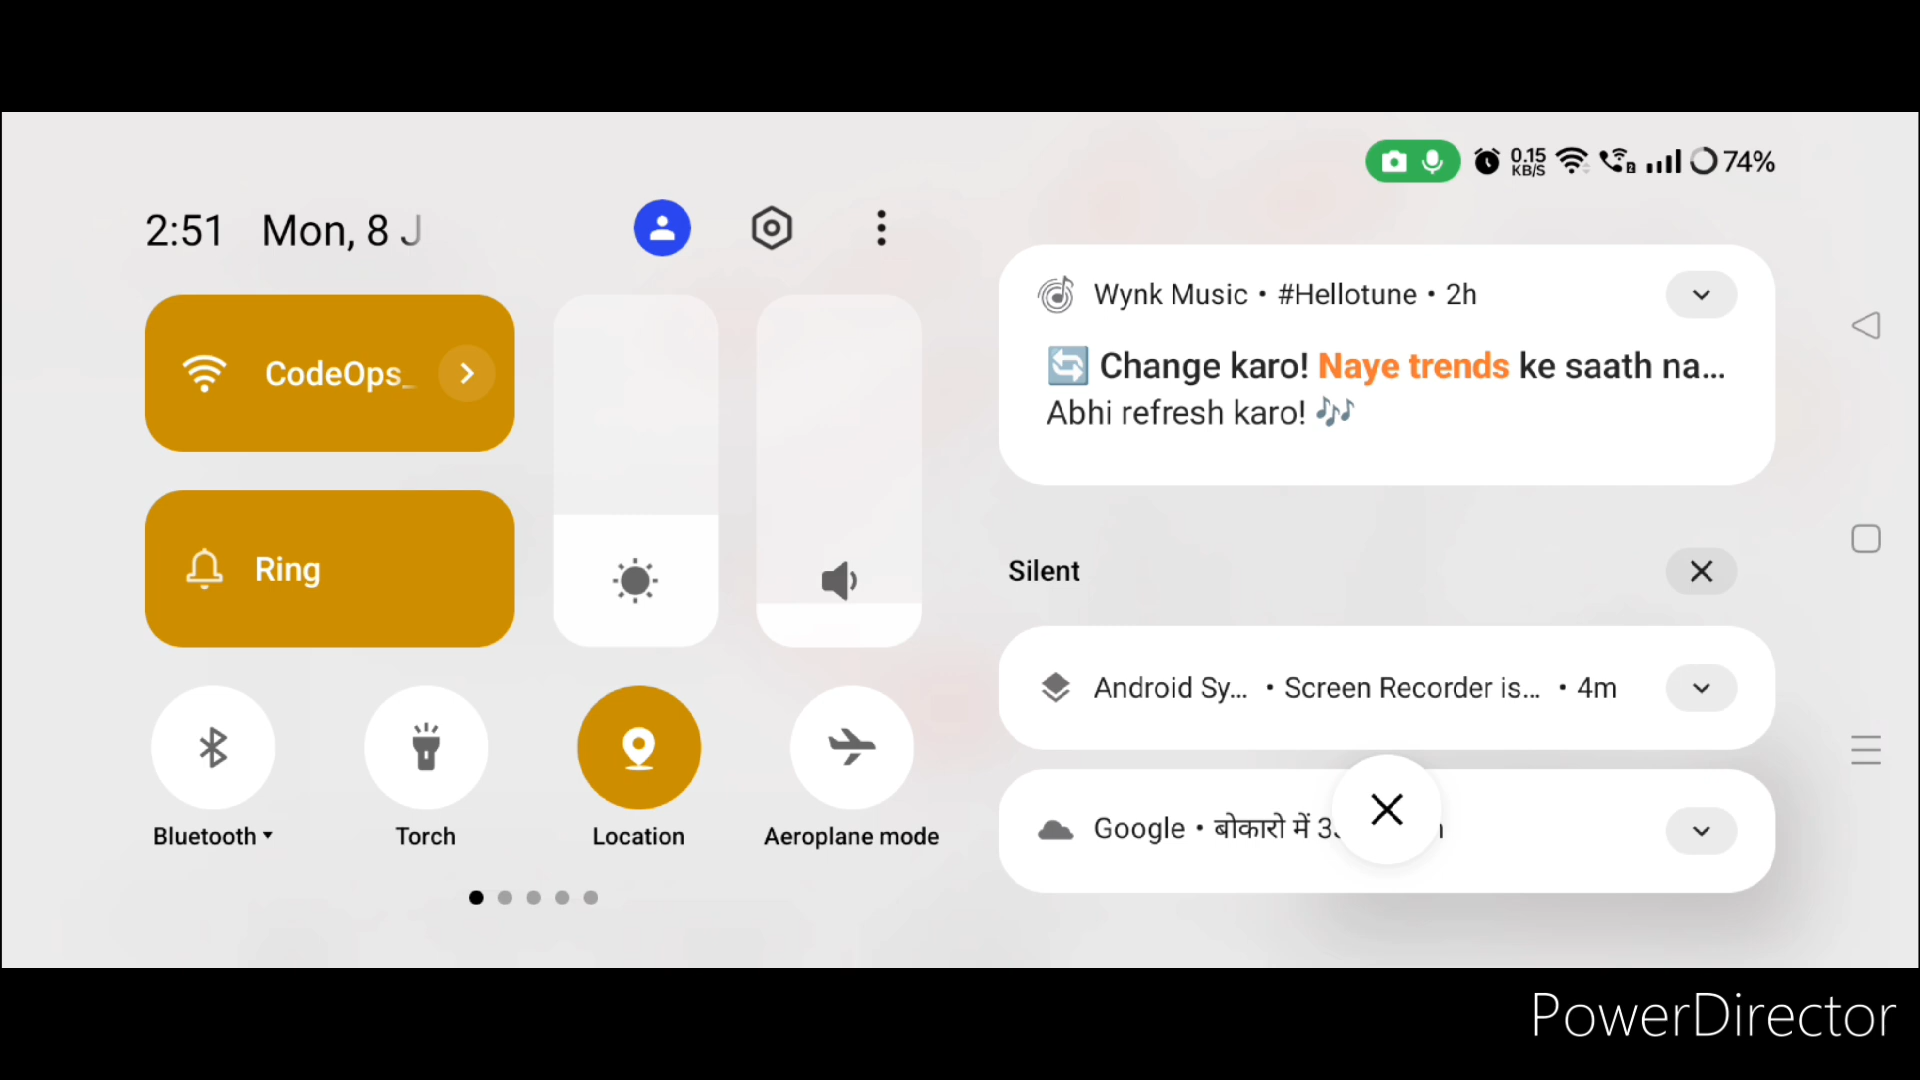 0.15
KB/S
2
74%
2:51 Mon, 8 J
Wynk Music • #Hellotune • 2h
Change karo! Naye trends ke saath na...
Abhi refresh karo!
CodeOps_
Ring
Silent
Android Sy... • Screen Recorder is... • 4m
Google • बोकारो में
Bluetooth
Torch
Location
Aeroplane mode
PowerDirector